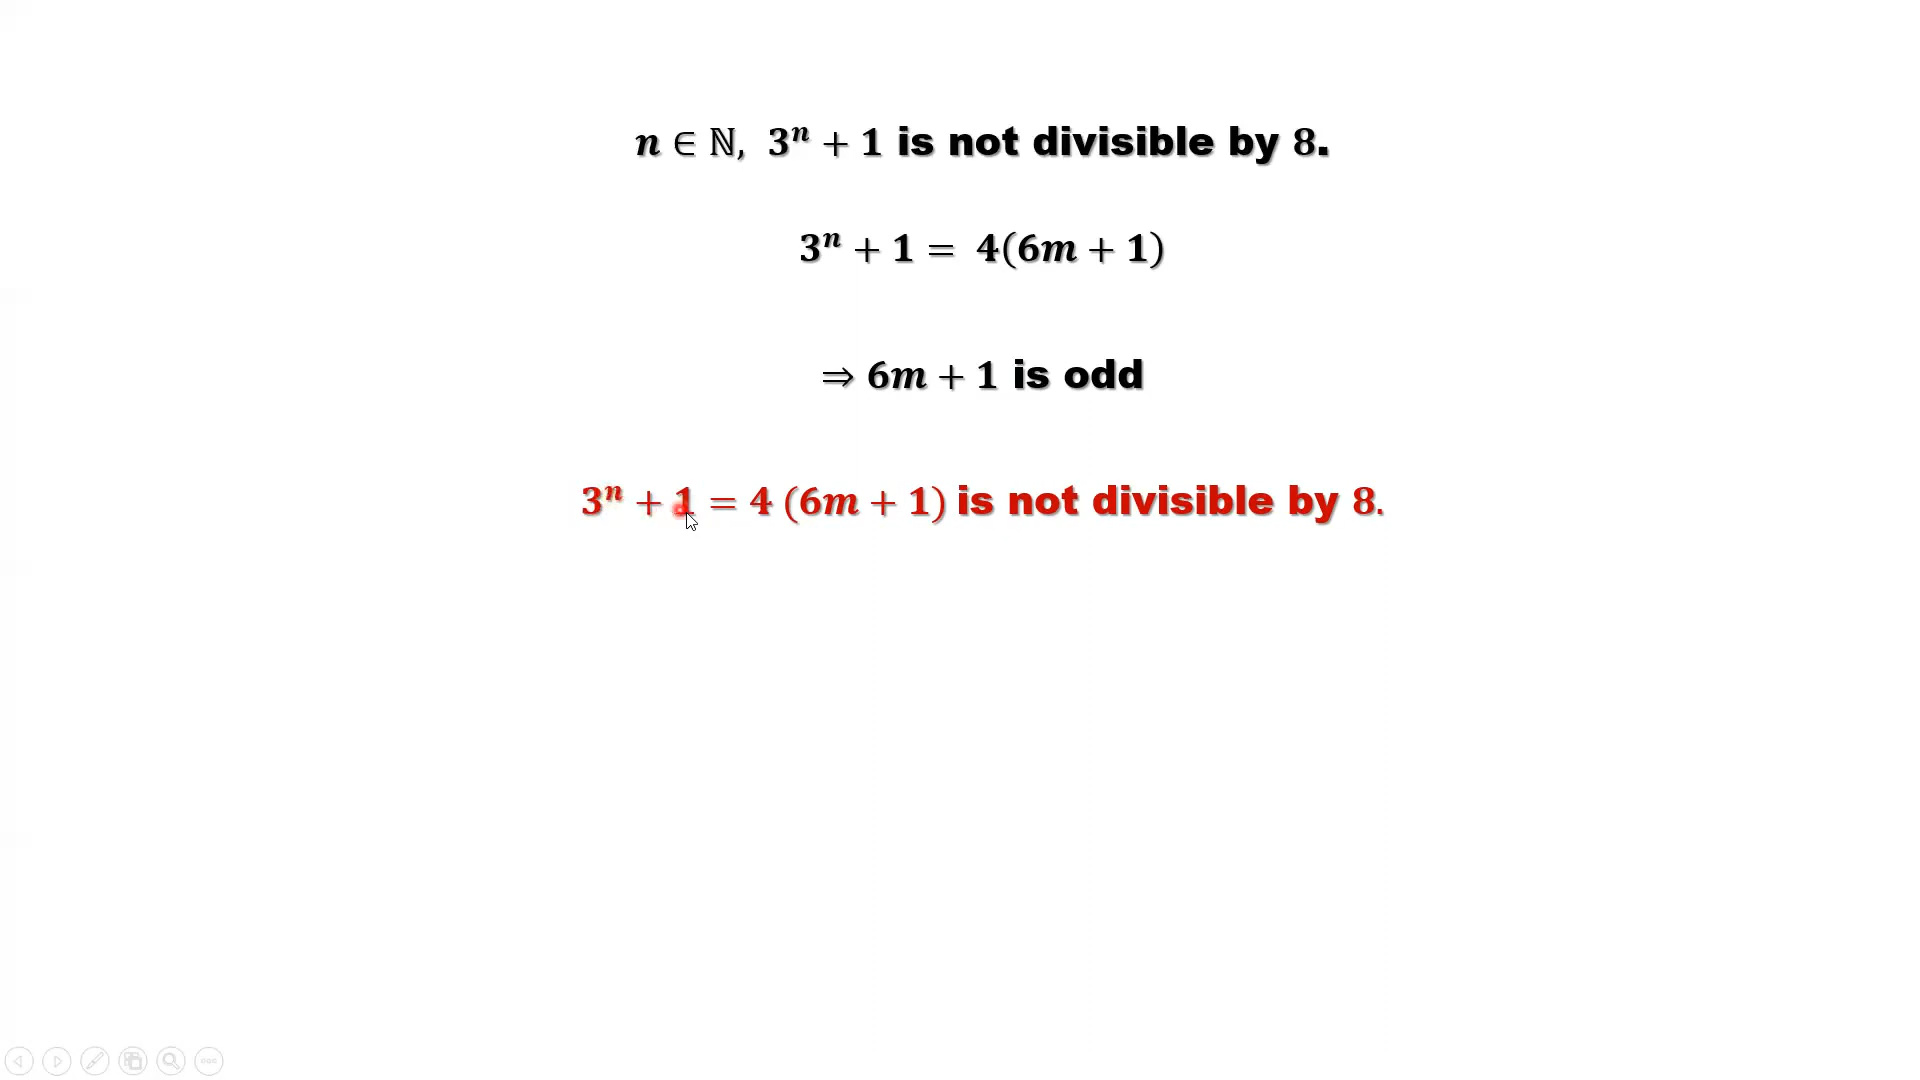 n ∈ ℕ, 3ⁿ + 1 is not divisible by 8.
3ⁿ + 1 = 4(6m + 1)
⇒ 6m + 1 is odd
3ⁿ + 1 = 4 (6m + 1) is not divisible by 8.